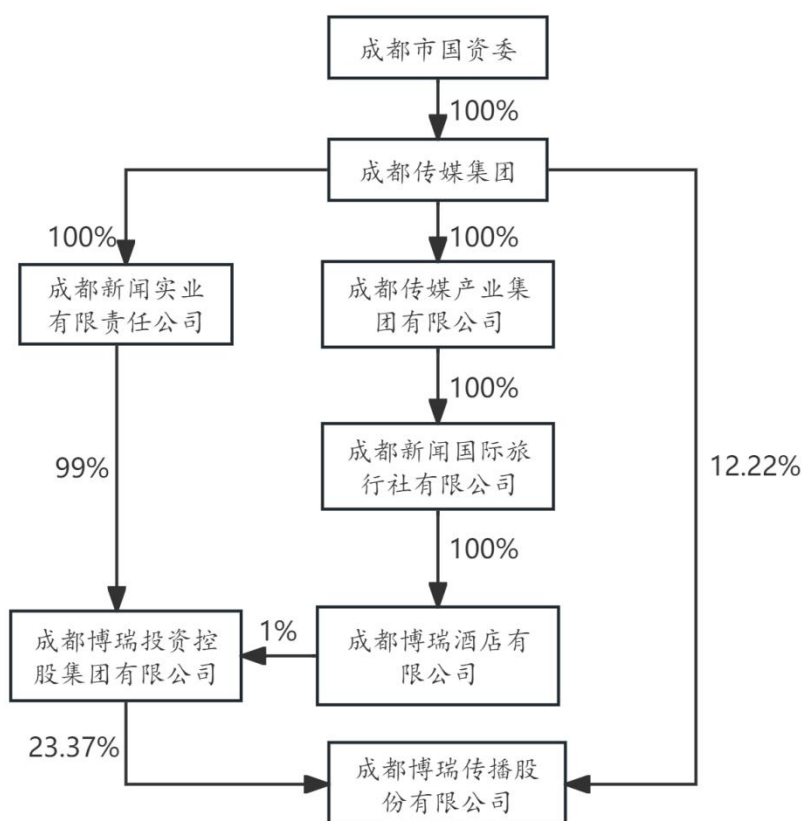 成都市国资委
100%
成都传媒集团
100%
100%
成都新闻实业
有限责任公司
成都传媒产业集
团有限公司
100%
99%
成都新闻国际旅
行社有限公司
12.22%
100%
成都博瑞投资控
股集团有限公司
1%
成都博瑞酒店有
限公司
23.37%
成都博瑞传播股
份有限公司